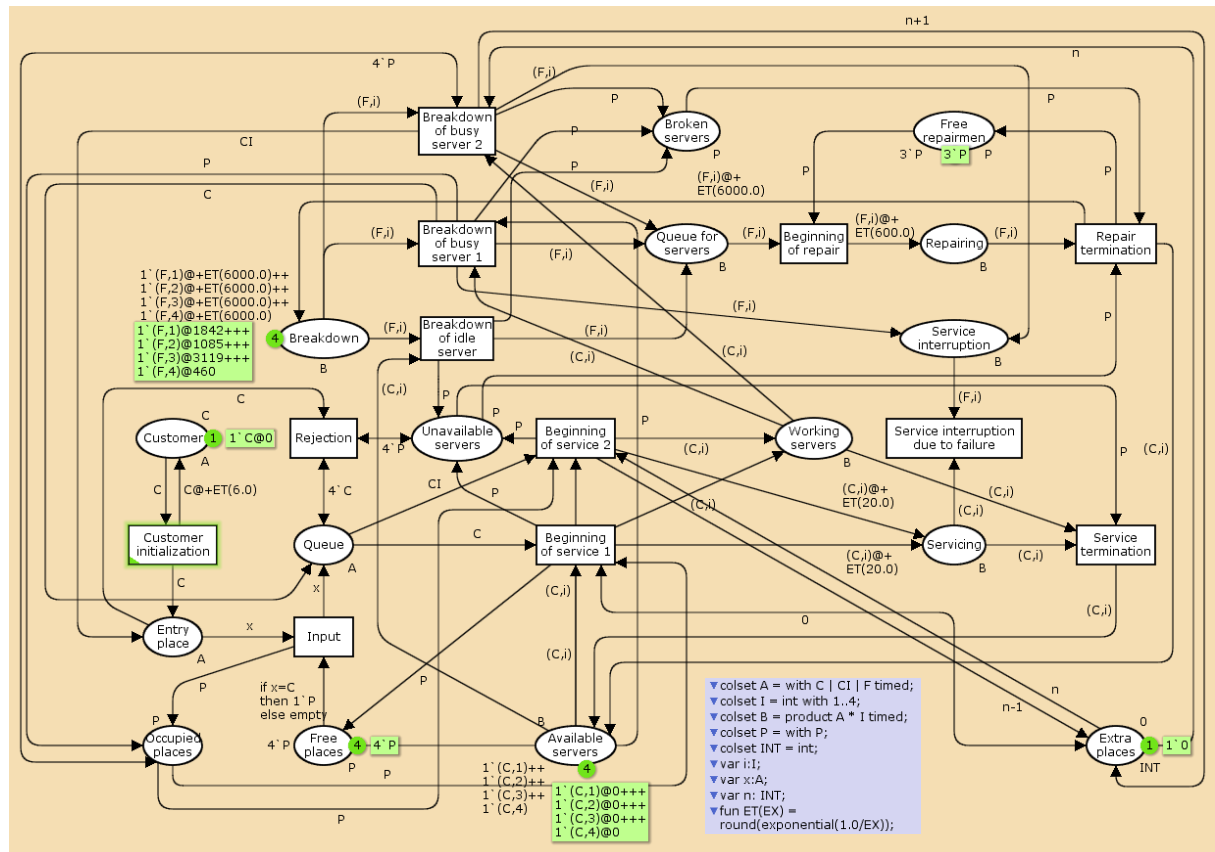 n+1
n
4`P
(F,i)
P
(F,i)
Breakdown
of busy
server 2
P
Broken
servers
P
Free
repairmen
3`P
3`P
P
P
CI
P
P
C
P
P
(F,i)
(F,i)@+
ET(6000.0)
P
P
(F,i)
Breakdown
of busy
server 1
(F,i)
Queue for
servers
B
(F,i)
Beginning
of repair
(F,i)@+
ET(600.0)
Repairing
B
(F,i)
Repair
termination
1`(F,1)@+ET(6000.0)++
1`(F,2)@+ET(6000.0)++
1`(F,3)@+ET(6000.0)++
1`(F,4)@+ET(6000.0)
1`(F,1)@1842+++
1`(F,2)@1085+++
1`(F,3)@3119+++
1`(F,4)@460
4
Breakdown
B
(F,i)
Breakdown
of idle
server
(F,i)
(C,i)
(C,i)
Service
interruption
B
P
(C,i)
P
(F,i)
C
C
Customer
1
1`C@0
A
Rejection
4`P
Unavailable
servers
P
Beginning
of service 2
P
Working
servers
B
(C,i)
Service interruption
due to failure
P
(C,i)
C
C@+ET(6.0)
4`C
CI
P
(C,i)
(C,i)@+
ET(20.0)
(C,i)
(C,i)
Customer
initialization
Queue
A
C
Beginning
of service 1
(C,i)@+
ET(20.0)
Servicing
B
(C,i)
Service
termination
C
x
(C,i)
(C,i)
0
Entry
place
A
x
Input
(C,i)
P
P
if x=C
then 1`P
else empty
n
n-1
P
Occupied
places
4`P
Free
places
4
4`P
P
P
B
Available
servers
4
1`(C,1)++
1`(C,2)++
1`(C,3)++
1`(C,4)
1`(C,1)@0+++
1`(C,2)@0+++
1`(C,3)@0+++
1`(C,4)@0
P
colset A = with C | CI | F timed;
colset I = int with 1..4;
colset B = product A * I timed;
colset P = with P;
colset INT = int;
var i:I;
var x:A;
var n: INT;
fun ET(EX) =
round(exponential(1.0/EX));
0
Extra
places
1
1`0
INT